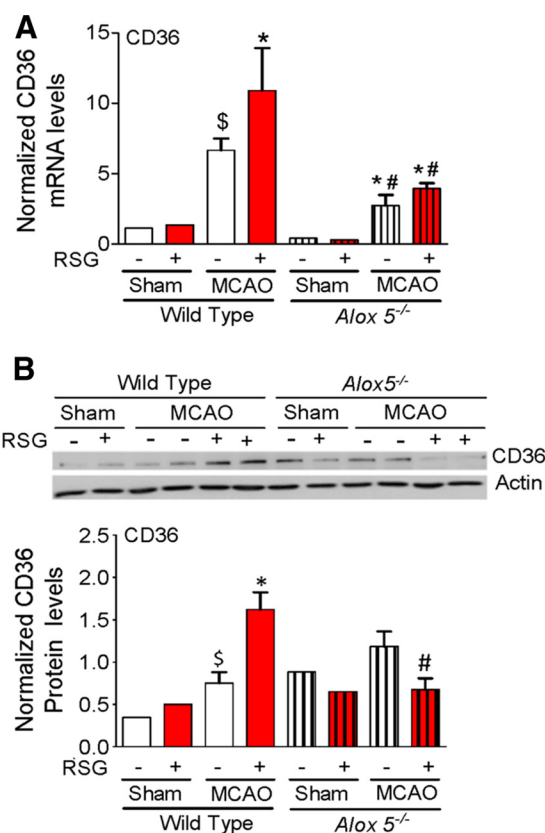 A
CD36
Normalized CD36
mRNA levels
15
10
5
0
$ * *# *#
RSG - + - + - + - +
Sham MCAO Sham MCAO
Wild Type Alox 5-/-
B
Wild Type Alox5-/-
Sham MCAO Sham MCAO
RSG - + - - + + - + - - + +
CD36
Actin
CD36
Normalized CD36
Protein levels
2.5
2.0
1.5
1.0
0.5
0.0
$ * #
RSG - + - + - + - +
Sham MCAO Sham MCAO
Wild Type Alox 5-/-